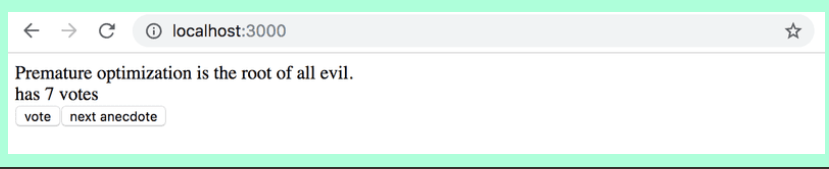 localhost:3000
Premature optimization is the root of all evil.
has 7 votes
vote next anecdote